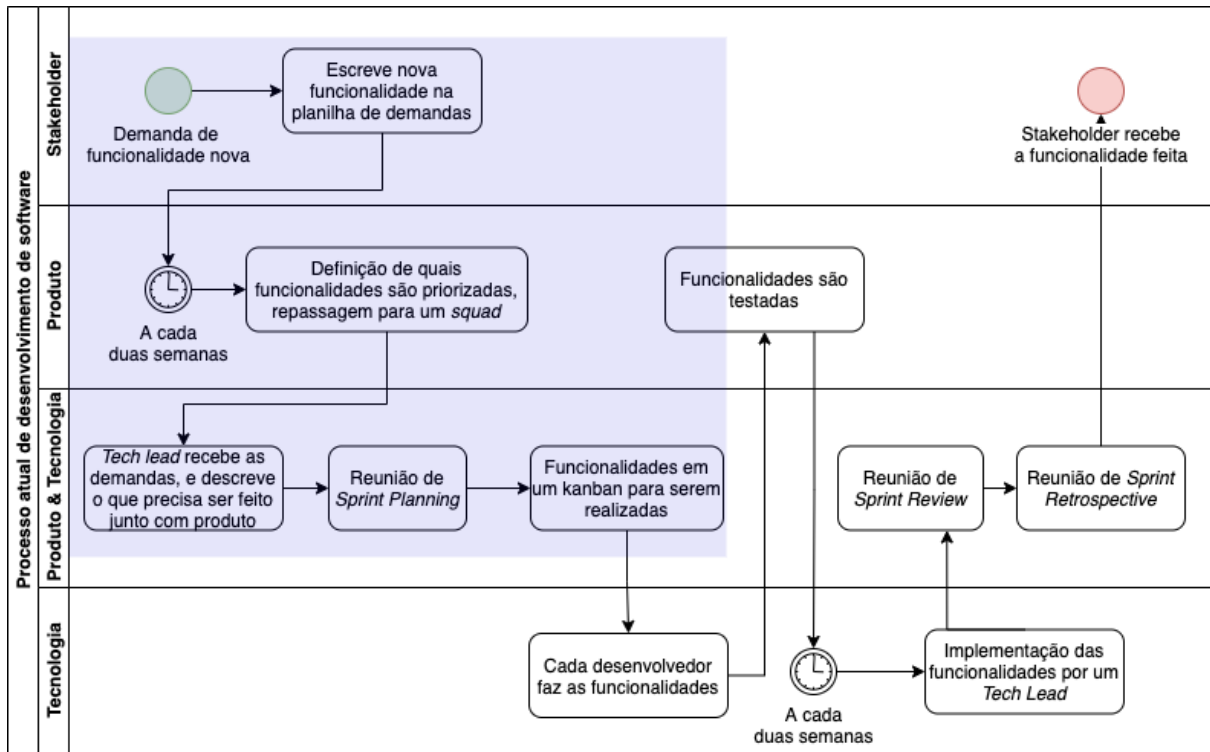 Processo atual de desenvolvimento de software
Stakeholder
Demanda de
funcionalidade nova
Escreve nova
funcionalidade na
planilha de demandas
Stakeholder recebe
a funcionalidade feita
Produto
A cada
duas semanas
Definição de quais
funcionalidades são priorizadas,
repassagem para um squad
Funcionalidades são
testadas
Produto & Tecnologia
Tech lead recebe as
demandas, e descreve
o que precisa ser feito
junto com produto
Reunião de
Sprint Planning
Funcionalidades em
um kanban para serem
realizadas
Reunião de
Sprint Review
Reunião de Sprint
Retrospective
Tecnologia
Cada desenvolvedor
faz as funcionalidades
A cada
duas semanas
Implementação das
funcionalidades por um
Tech Lead